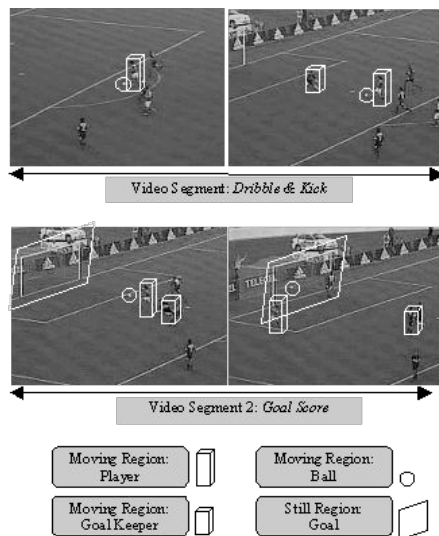 Video Segment: Dribble & Kick
TELECEL
Video Segment 2: Goal Score
Moving Region:
Player
Moving Region:
Ball
Moving Region:
Goal Keeper
Still Region:
Goal